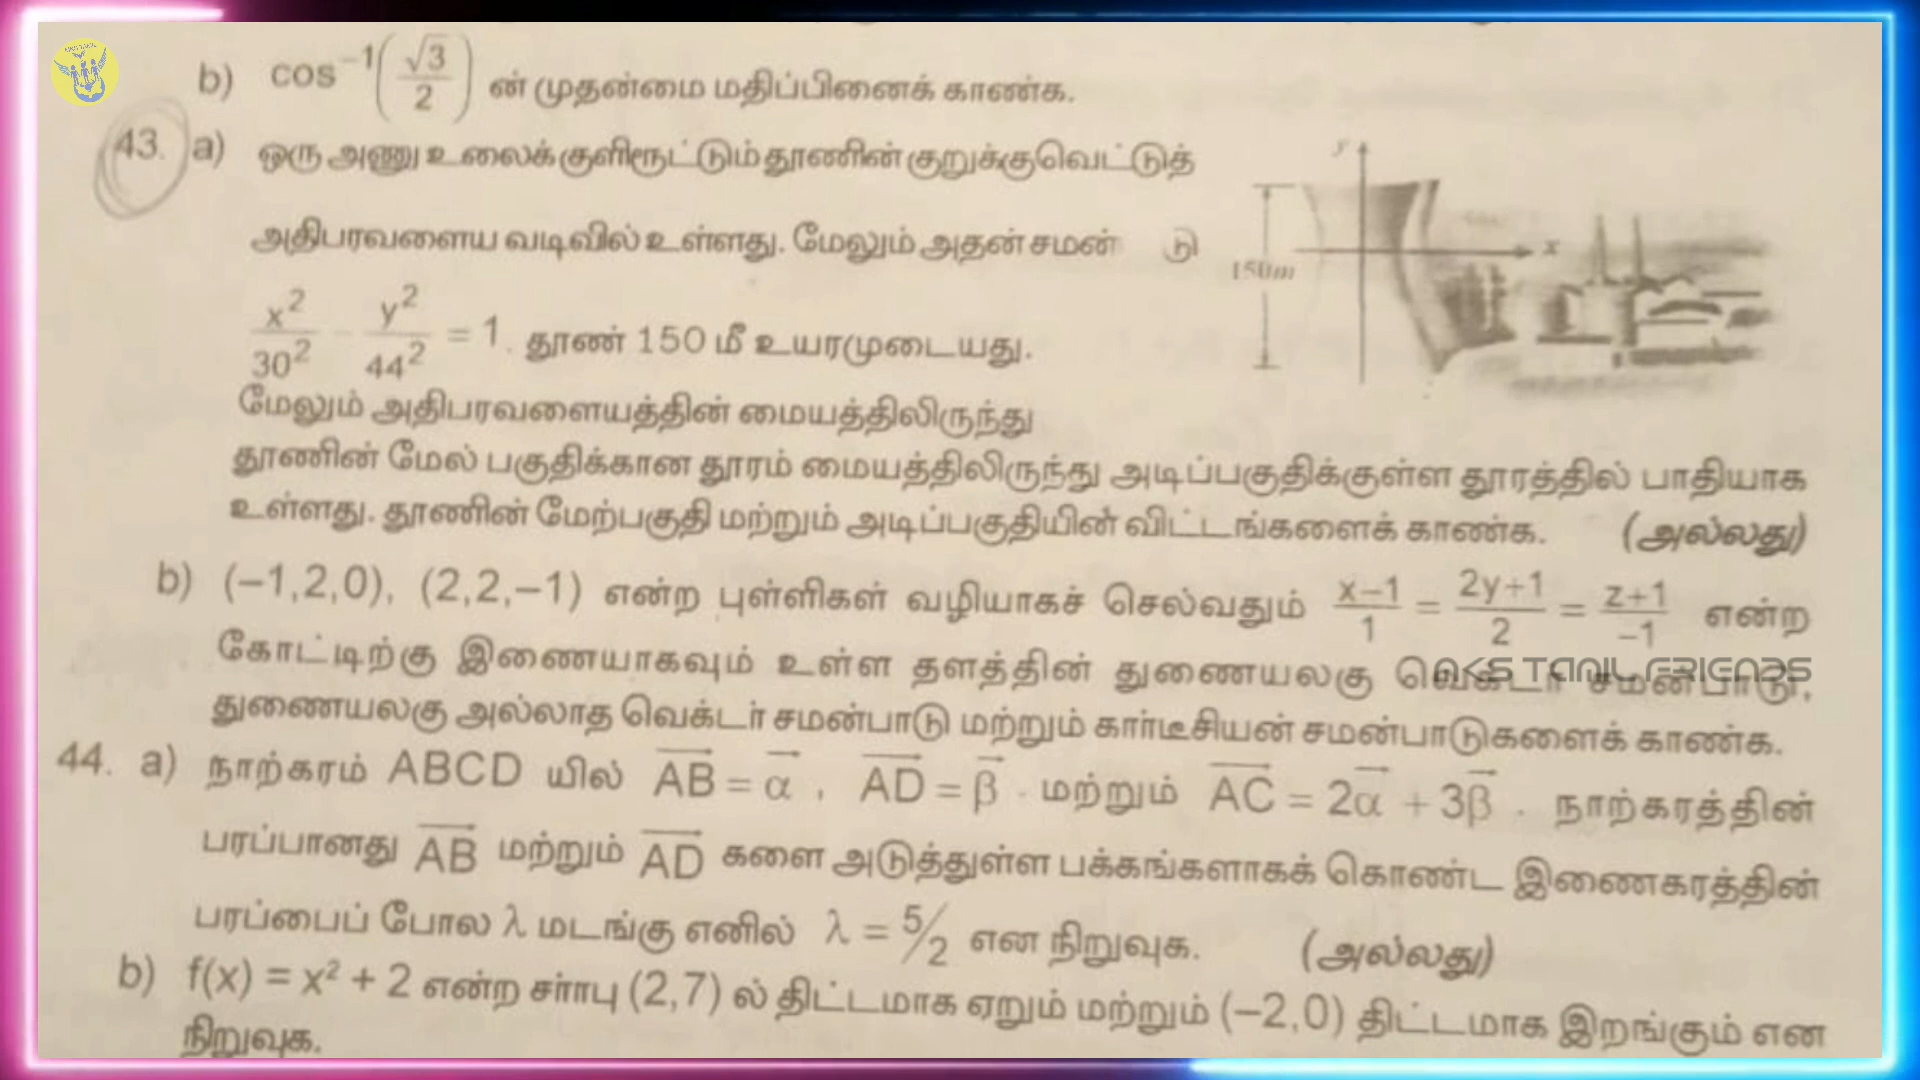 b) cos⁻¹(√3/2) ன் முதன்மை மதிப்பினைக் காண்க.
43. a) ஒரு அணு உலைக் குளிரூட்டும் தூணின் குறுக்குவெட்டுத்
அதிபரவளைய வடிவில் உள்ளது. மேலும் அதன் சமன் டு
x²/30² - y²/44² = 1. தூண் 150 மீ உயரமுடையது.
மேலும் அதிபரவளையத்தின் மையத்திலிருந்து
தூணின் மேல் பகுதிக்கான தூரம் மையத்திலிருந்து அடிப்பகுதிக்குள்ள தூரத்தில் பாதியாக
உள்ளது. தூணின் மேற்பகுதி மற்றும் அடிப்பகுதியின் விட்டங்களைக் காண்க. (அல்லது)
y
x
150m
b) (–1,2,0), (2,2,–1) என்ற புள்ளிகள் வழியாகச் செல்வதும் x–1/1 = 2y+1/2 = z+1/–1 என்ற
கோட்டிற்கு இணையாகவும் உள்ள தளத்தின் துணையலகு வெக்டர் சமன்பாடு,
AKS TAMIL FRIENDS
துணையலகு அல்லாத வெக்டர் சமன்பாடு மற்றும் கார்டீசியன் சமன்பாடுகளைக் காண்க.
44. a) நாற்கரம் ABCD யில் AB⃗ = α⃗ , AD⃗ = β⃗ . மற்றும் AC⃗ = 2α⃗ + 3β⃗ . நாற்கரத்தின்
பரப்பானது AB⃗ மற்றும் AD⃗ களை அடுத்துள்ள பக்கங்களாகக் கொண்ட இணைகரத்தின்
பரப்பைப் போல λ மடங்கு எனில் λ = 5/2 என நிறுவுக. (அல்லது)
b) f(x) = x² + 2 என்ற சார்பு (2,7) ல் திட்டமாக ஏறும் மற்றும் (–2,0) திட்டமாக இறங்கும் என
நிறுவுக.